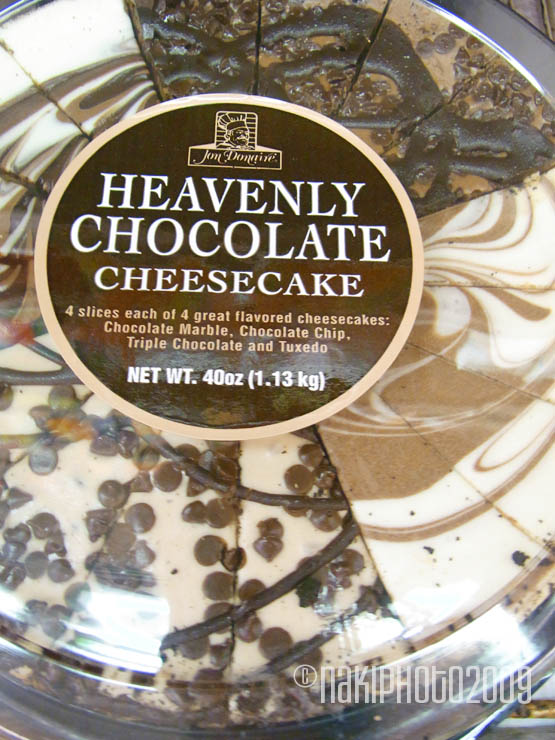 Jon Donaire
HEAVENLY
CHOCOLATE
CHEESECAKE
4 slices each of 4 great flavored cheesecakes:
Chocolate Marble, Chocolate Chip,
Triple Chocolate and Tuxedo
NET WT. 40oz (1.13 kg)
©nakiphoto2009